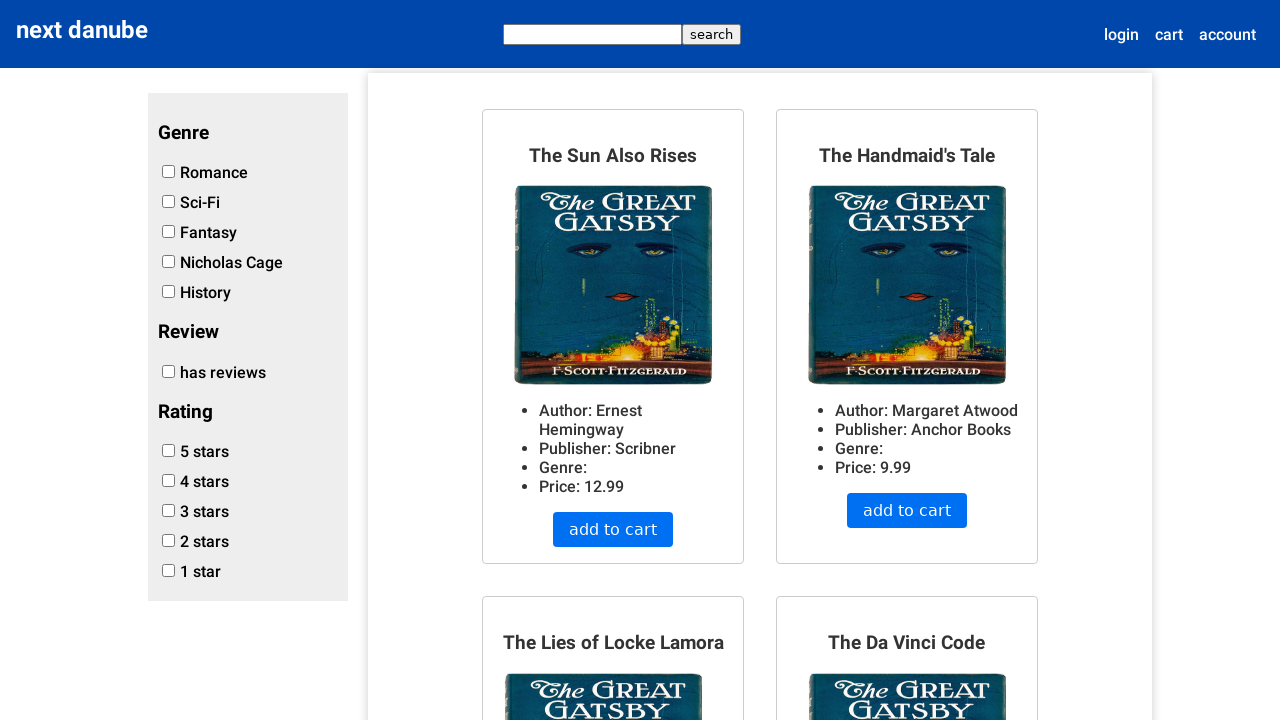 next danube
search
login cart account
Genre
Romance
Sci-Fi
Fantasy
Nicholas Cage
History
Review
has reviews
Rating
5 stars
4 stars
3 stars
2 stars
1 star
The Sun Also Rises
The GREAT
GATSBY
F·SCOTT·FITZGERALD
Author: Ernest
Hemingway
Publisher: Scribner
Genre:
Price: 12.99
add to cart
The Handmaid's Tale
The GREAT
GATSBY
F·SCOTT·FITZGERALD
Author: Margaret Atwood
Publisher: Anchor Books
Genre:
Price: 9.99
add to cart
The Lies of Locke Lamora
The GREAT
GATSBY
The Da Vinci Code
The GREAT
GATSBY